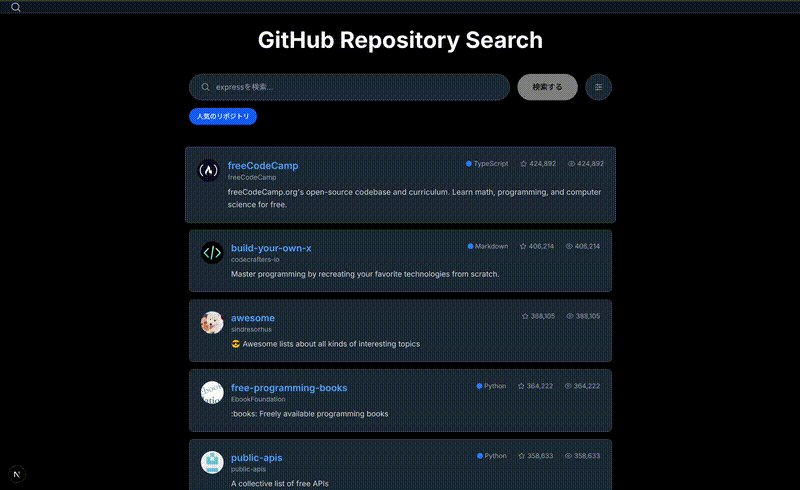 GitHub Repository Search
expressを検索...
検索する
人気のリポジトリ
freeCodeCamp
TypeScript 424,892 424,892
freeCodeCamp
freeCodeCamp.org's open-source codebase and curriculum. Learn math, programming, and computer
science for free.
build-your-own-x
Markdown 406,214 406,214
codecrafters-io
Master programming by recreating your favorite technologies from scratch.
awesome
388,105 388,105
sindresorhus
😎 Awesome lists about all kinds of interesting topics
free-programming-books
Python 364,222 364,222
EbookFoundation
:books: Freely available programming books
public-apis
Python 358,633 358,633
public-apis
A collective list of free APIs
N